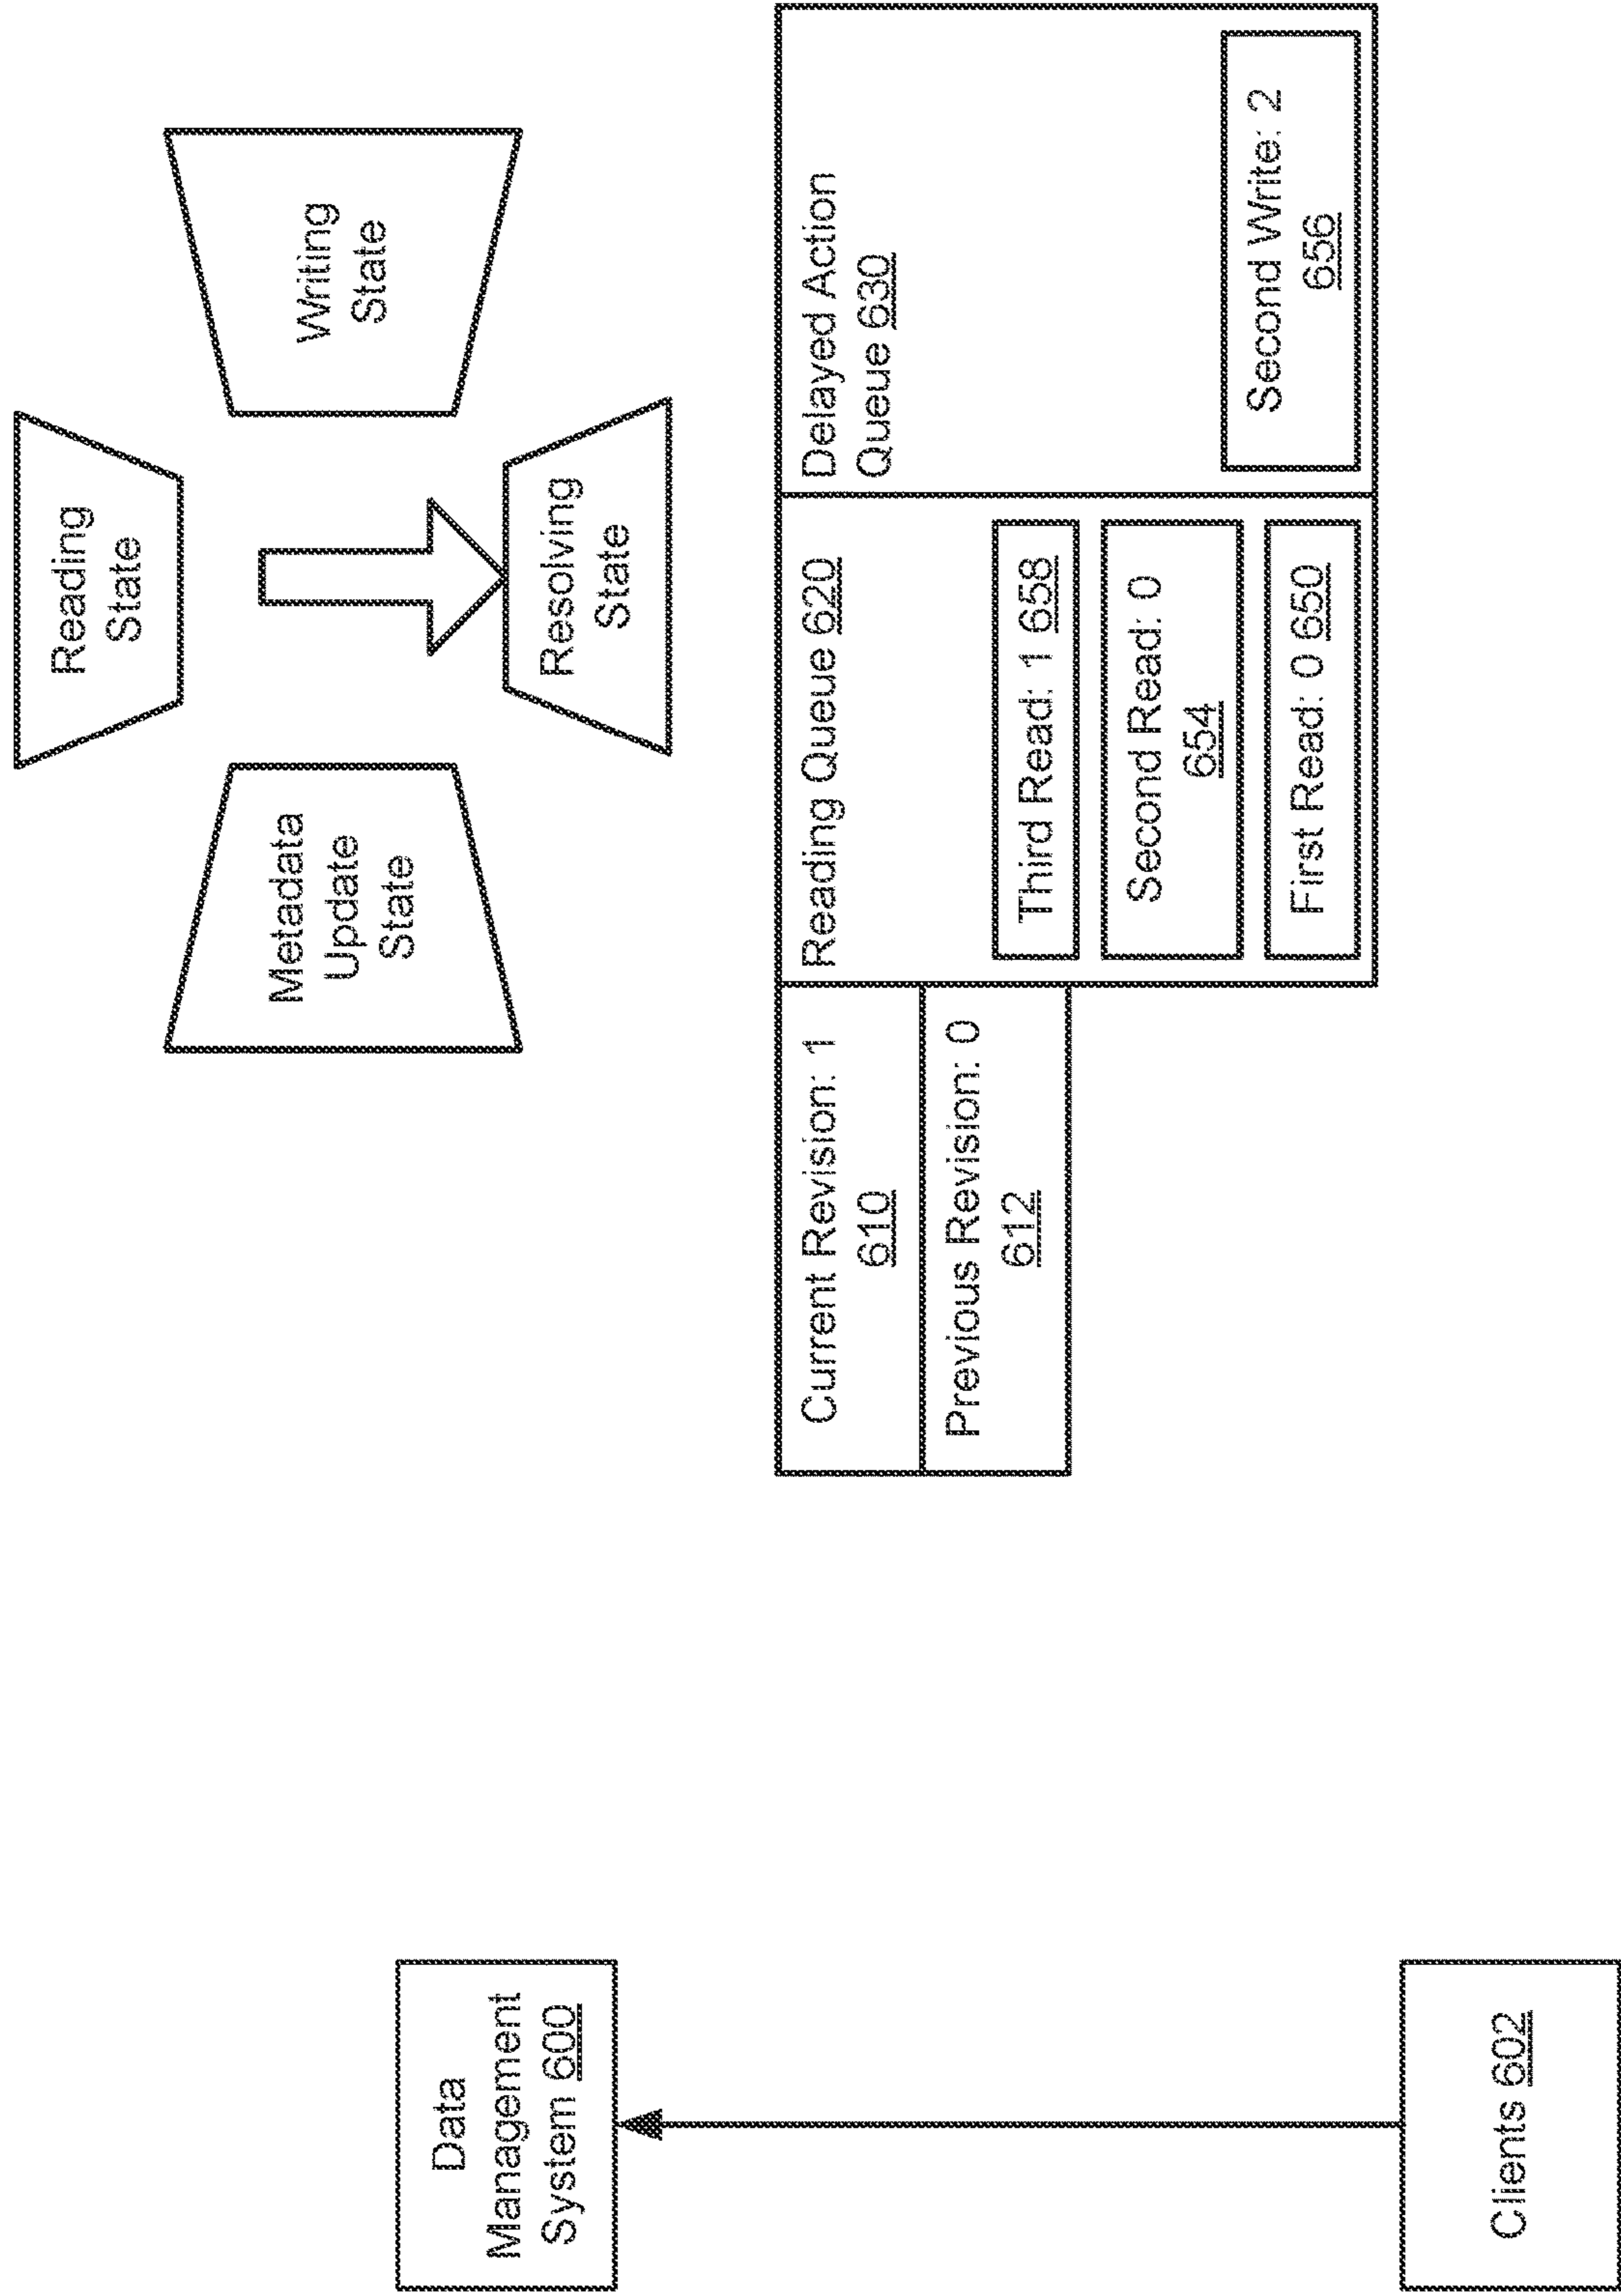 Data
Management
System 600
Clients 602
Metadata
Update
State
Reading
State
Writing
State
Resolving
State
Current Revision: 1
610
Previous Revision: 0
612
Reading Queue 620
Third Read: 1 658
Second Read: 0
654
First Read: 0 650
Delayed Action
Queue 630
Second Write: 2
656